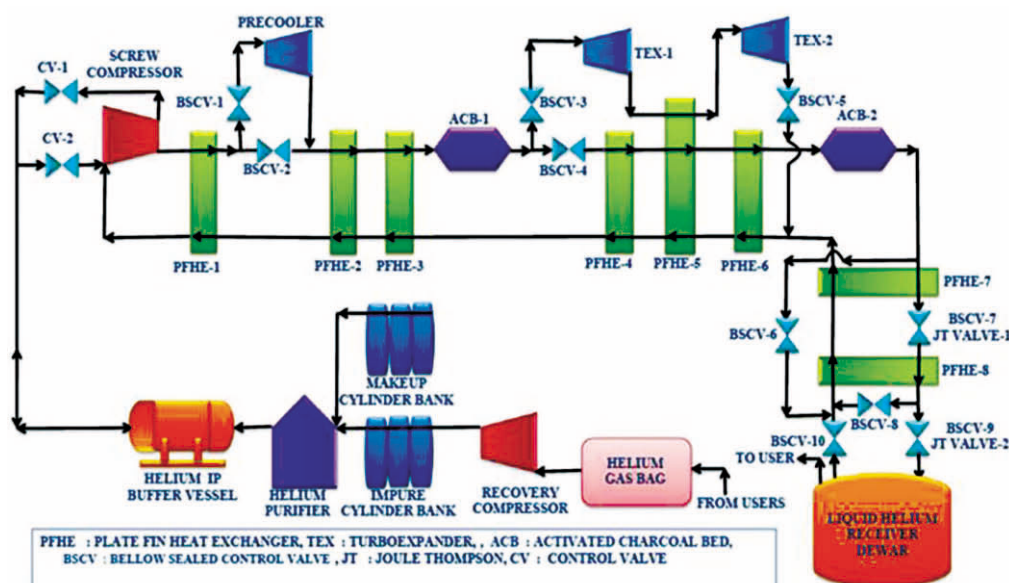 PRECOOLER
CV-1
SCREW
COMPRESSOR
TEX-1
TEX-2
BSCV-1
BSCV-3
BSCV-5
CV-2
ACB-1
ACB-2
BSCV-2
BSCV-4
PFHE-1
PFHE-2
PFHE-3
PFHE-4
PFHE-5
PFHE-6
PFHE-7
BSCV-6
BSCV-7
JT VALVE-1
PFHE-8
MAKEUP
CYLINDER BANK
BSCV-8
BSCV-10
BSCV-9
JT VALVE-2
TO USER
HELIUM
GAS BAG
HELIUM IP
BUFFER VESSEL
HELIUM
PURIFIER
IMPURE
CYLINDER BANK
RECOVERY
COMPRESSOR
FROM USERS
LIQUID HELIUM
RECEIVER
DEWAR
PFHE : PLATE FIN HEAT EXCHANGER, TEX : TURBOEXPANDER, , ACB : ACTIVATED CHARCOAL BED,
BSCV : BELLOW SEALED CONTROL VALVE , JT : JOULE THOMPSON, CV : CONTROL VALVE